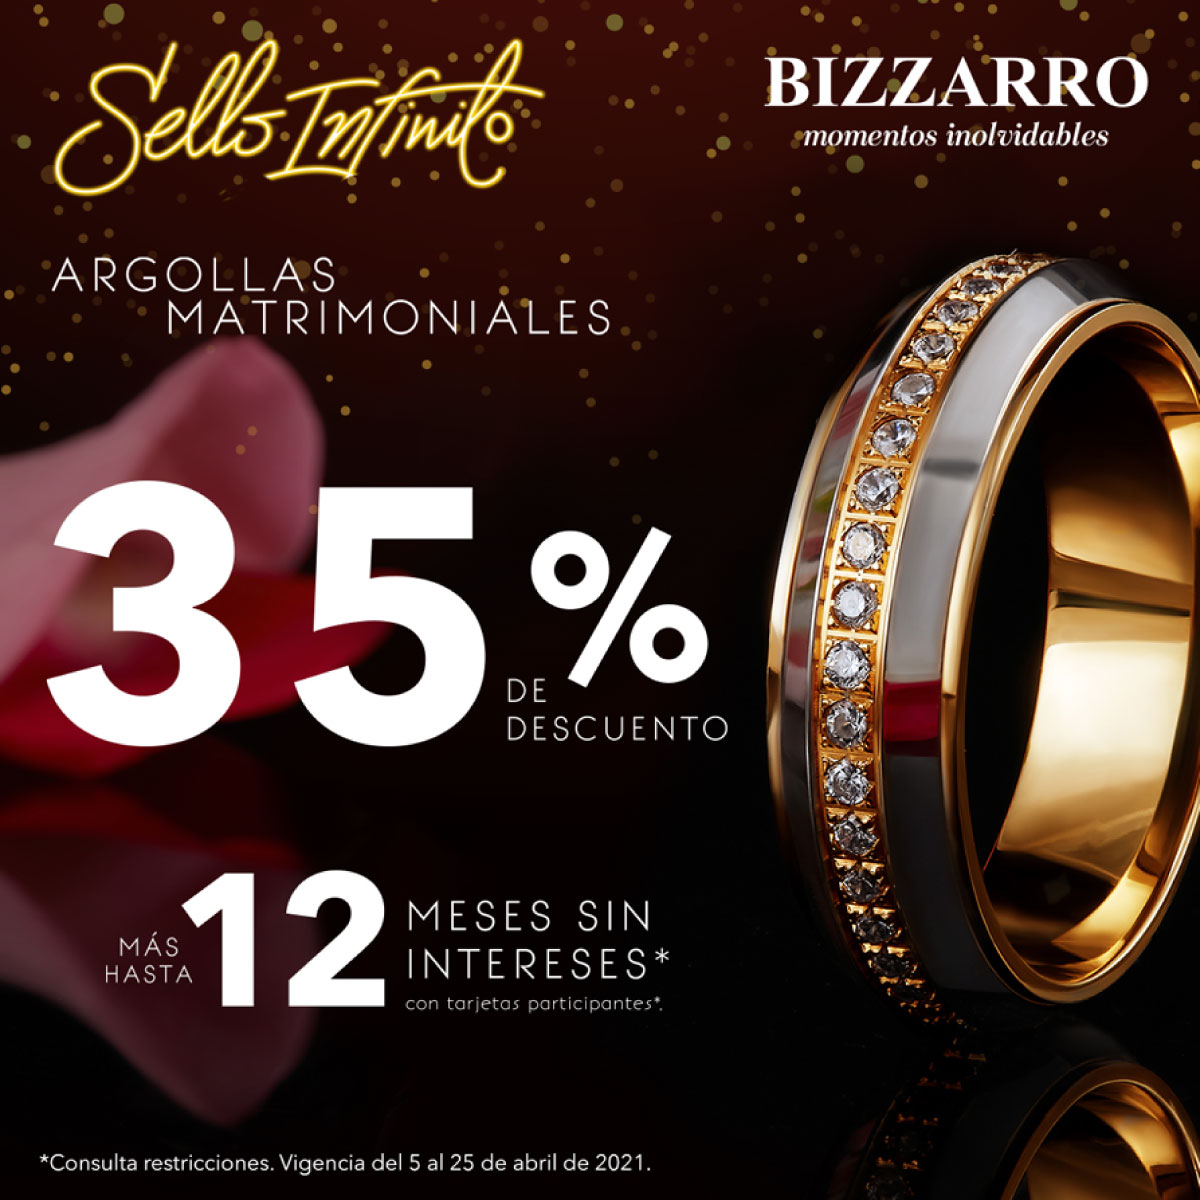 Sello Infinito
BIZZARRO
momentos inolvidables
ARGOLLAS
MATRIMONIALES
35%
DE
DESCUENTO
MÁS
HASTA
12
MESES SIN
INTERESES*
con tarjetas participantes*.
*Consulta restricciones. Vigencia del 5 al 25 de abril de 2021.